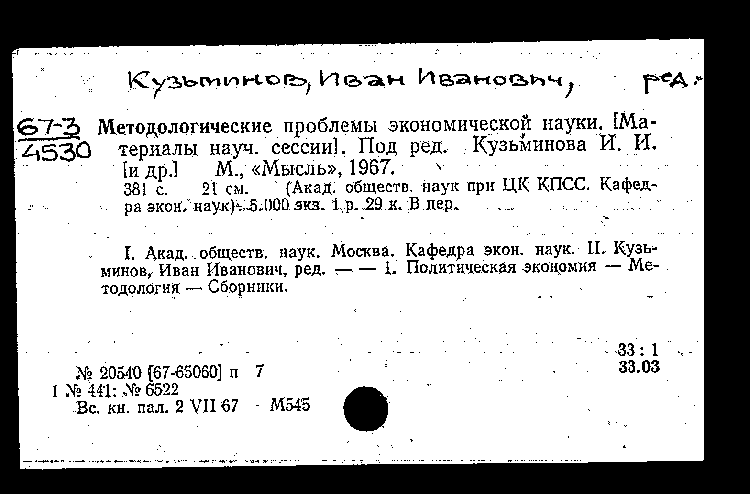 Кузьминов, Иван Иванович, ред.
67-3 Методологические проблемы экономической науки. [Ма-
4530 териалы науч. сессии]. Под ред. Кузьминова И. И.
[и др.] М., «Мысль», 1967.
381 с. 21 см. (Акад. обществ. наук при ЦК КПСС. Кафед-
ра экон. наук). 5.000 экз. 1 р. 29 к. В пер.
I. Акад. обществ. наук. Москва. Кафедра экон. наук. II. Кузь-
минов, Иван Иванович, ред. — — 1. Политическая экономия — Ме-
тодология — Сборники.
33 : 1
№ 20540 [67-65060] п 7 33.03
1 № 441: № 6522
Вс. кн. пал. 2 VII 67 М545